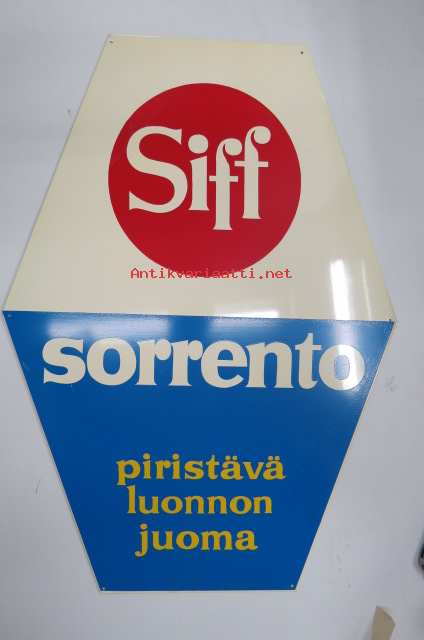 Siff
Antikvariaatti.net
sorrento
piristävä
luonnon
juoma